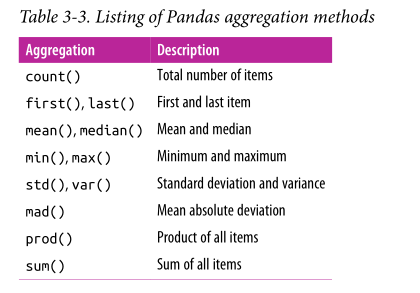 Table 3-3. Listing of Pandas aggregation methods
Aggregation Description
count() Total number of items
first(), last() First and last item
mean(), median() Mean and median
min(), max() Minimum and maximum
std(), var() Standard deviation and variance
mad() Mean absolute deviation
prod() Product of all items
sum() Sum of all items